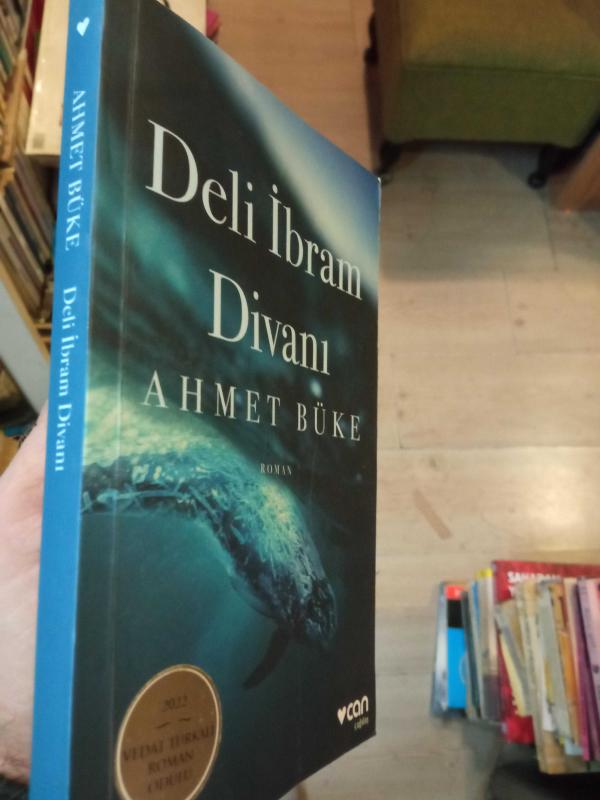 AHMET BÜKE Deli İbram Divanı
Deli İbram
Divanı
AHMET BÜKE
ROMAN
2022
VEDAT TÜRKALİ
ROMAN
ÖDÜLÜ
can